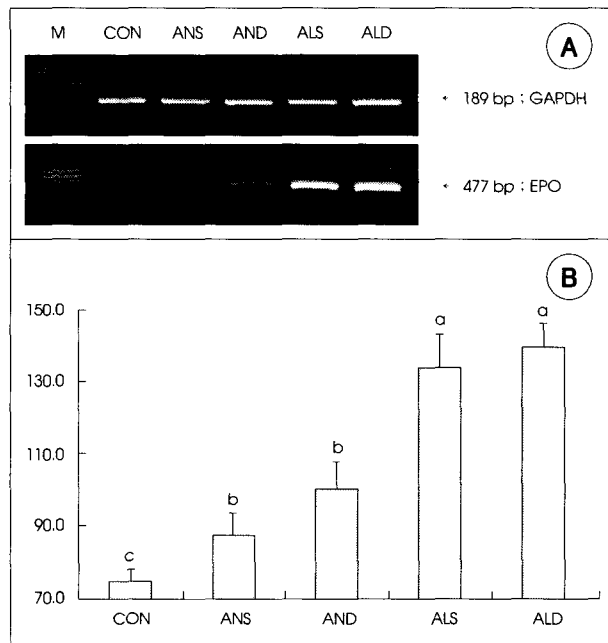 M CON ANS AND ALS ALD
A
← 189 bp ; GAPDH
← 477 bp ; EPO
B
150.0
130.0
110.0
90.0
70.0
c
b
b
a
a
CON ANS AND ALS ALD